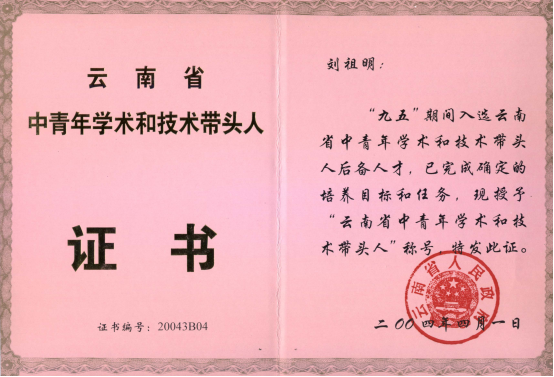 云南省
中青年学术和技术带头人
证书
证书编号：20043B04
刘祖明：
“九五”期间入选云南
省中青年学术和技术带头
人后备人才，已完成确定的
培养目标和任务，现授予
“云南省中青年学术和技
术带头人”称号，特发此证。
云南省人民政府
二〇〇四年四月一日